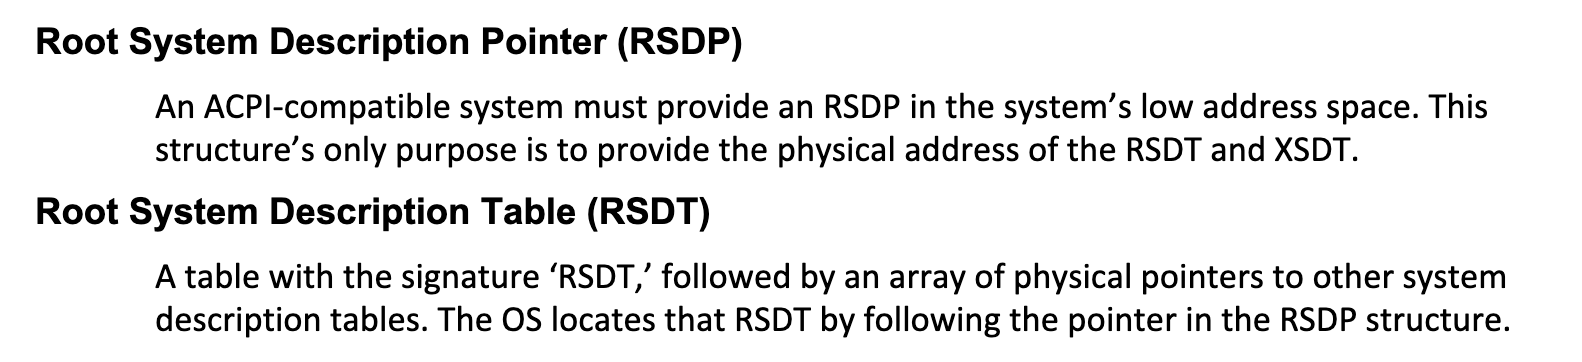 Root System Description Pointer (RSDP)
An ACPI-compatible system must provide an RSDP in the system’s low address space. This
structure’s only purpose is to provide the physical address of the RSDT and XSDT.
Root System Description Table (RSDT)
A table with the signature ‘RSDT,’ followed by an array of physical pointers to other system
description tables. The OS locates that RSDT by following the pointer in the RSDP structure.